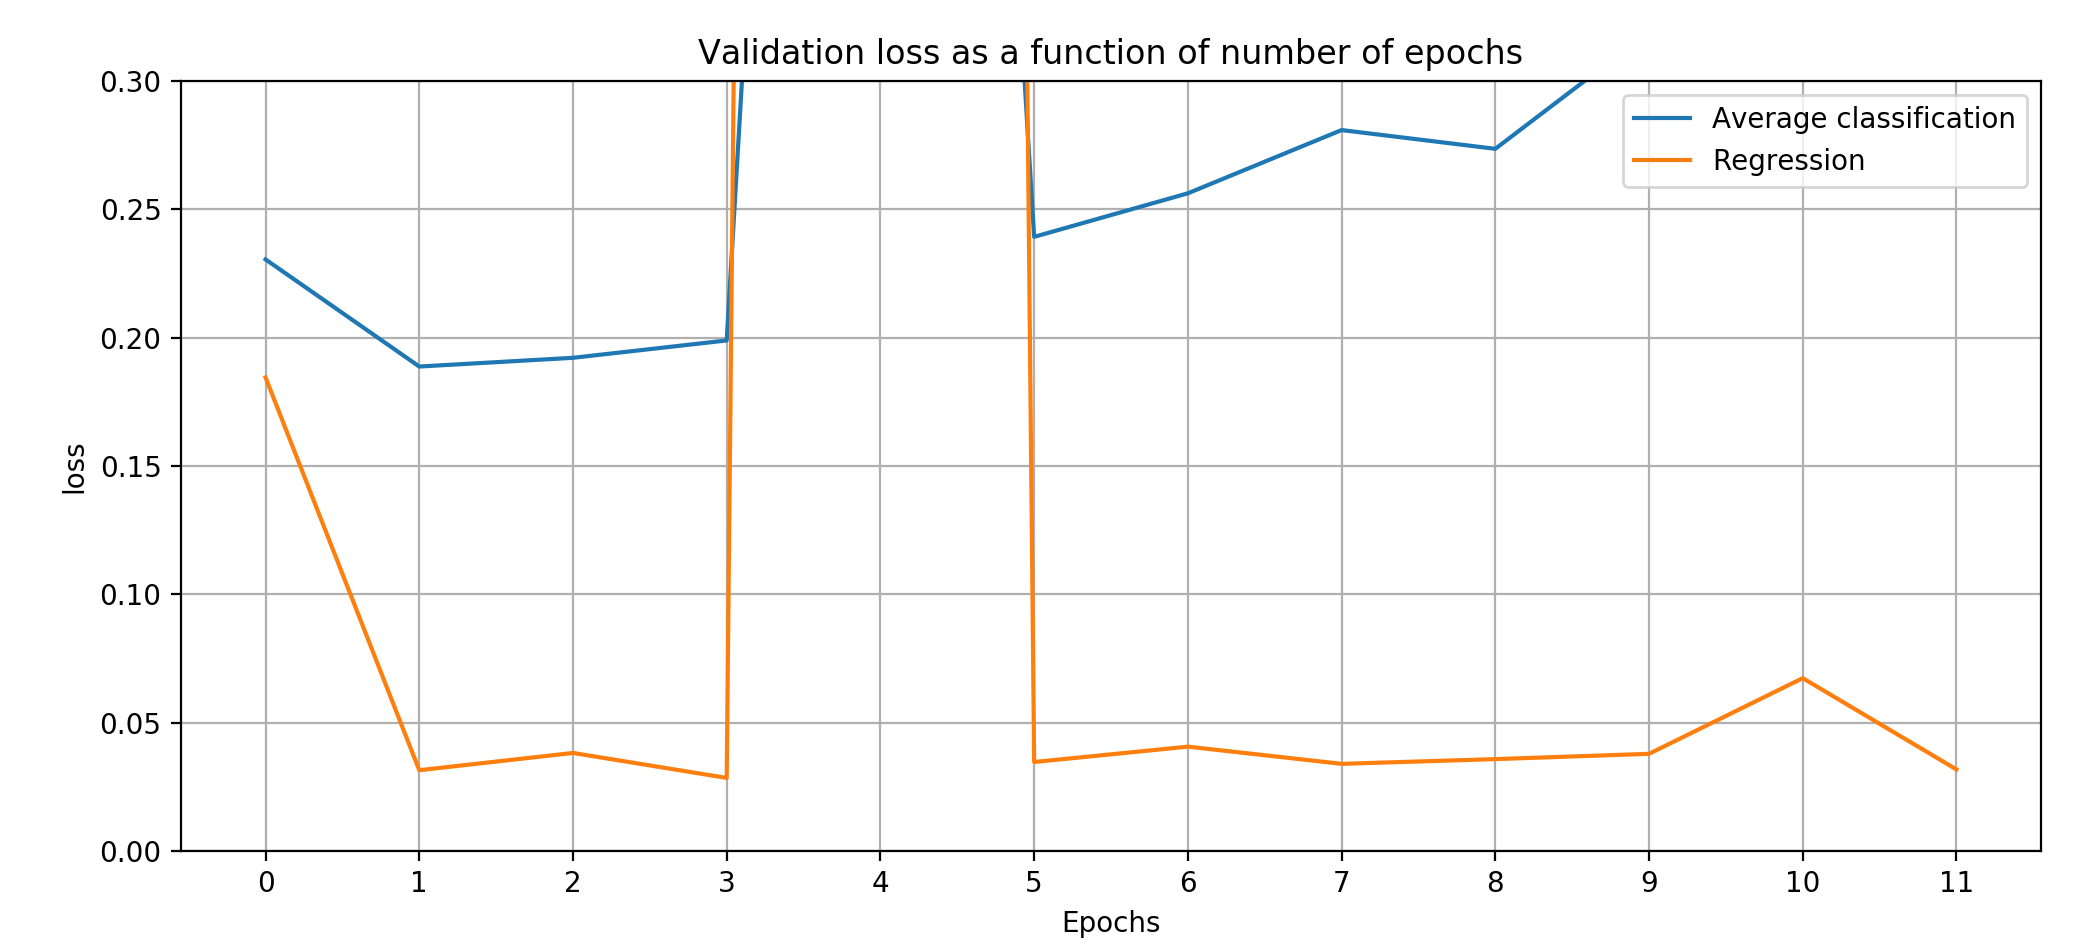 Validation loss as a function of number of epochs
0.30
0.25
0.20
0.15
0.10
0.05
0.00
loss
Average classification
Regression
0 1 2 3 4 5 6 7 8 9 10 11
Epochs